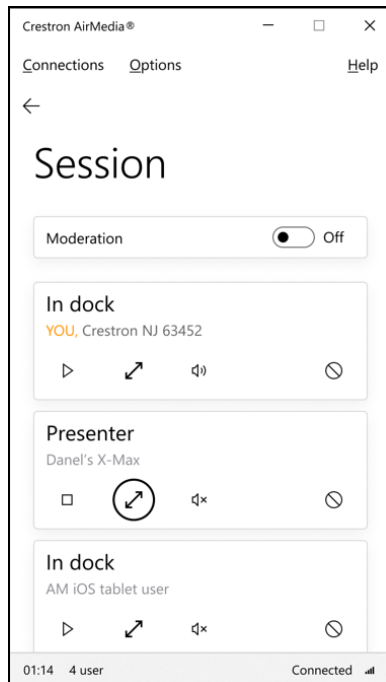 Crestron AirMedia®
Connections Options Help
Session
Moderation Off
In dock
YOU, Crestron NJ 63452
Presenter
Danel's X-Max
In dock
AM iOS tablet user
01:14 4 user Connected